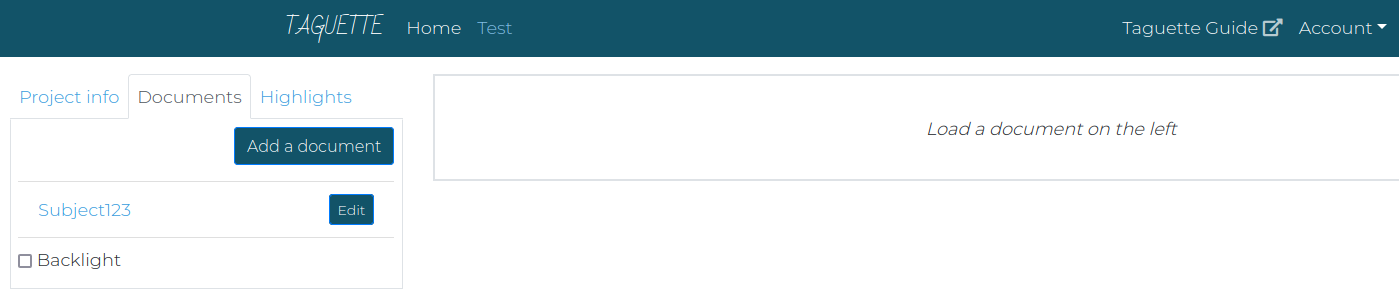 TAGUETTE Home Test Taguette Guide Account
Project info Documents Highlights
Add a document
Load a document on the left
Subject123 Edit
Backlight